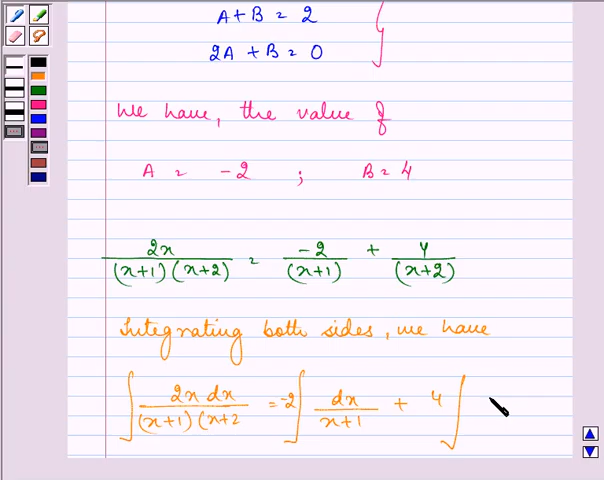 A + B = 2
2A + B = 0
We have, the value of
A = -2 ; B = 4
2x/(x+1)(x+2) = -2/(x+1) + 4/(x+2)
Integrating both sides, we have
∫ 2x dx/(x+1)(x+2 = -2 ∫ dx/x+1 + 4 ∫